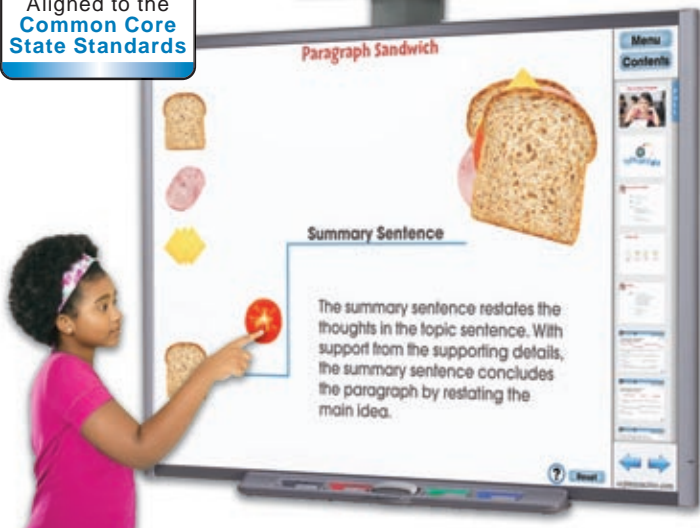 Aligned to the
Common Core
State Standards
Paragraph Sandwich
Menu
Contents
Summary Sentence
The summary sentence restates the
thoughts in the topic sentence. With
support from the supporting details,
the summary sentence concludes
the paragraph by restating the
main idea.
?
Reset